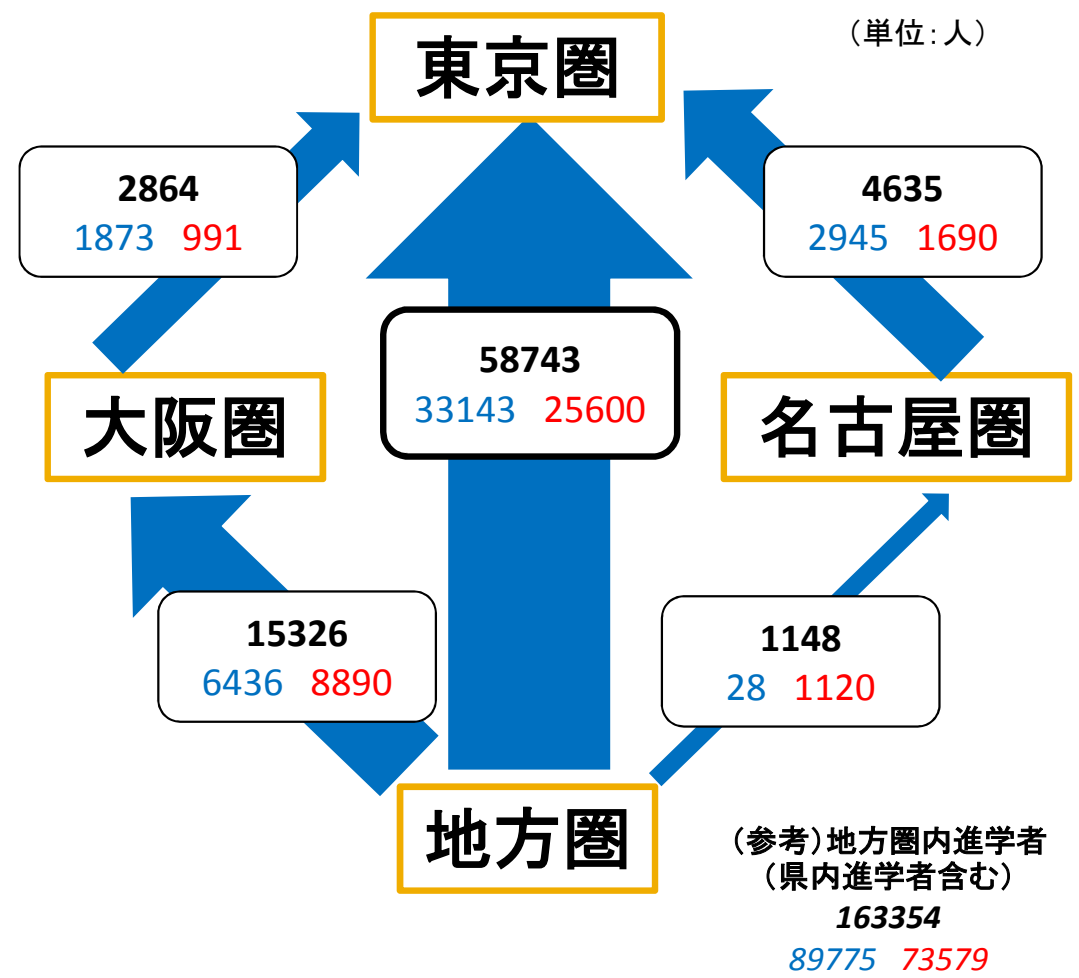 （単位：人）
東京圏
2864
1873 991
4635
2945 1690
58743
33143 25600
大阪圏
名古屋圏
15326
6436 8890
1148
28 1120
地方圏
（参考）地方圏内進学者
（県内進学者含む）
163354
89775 73579